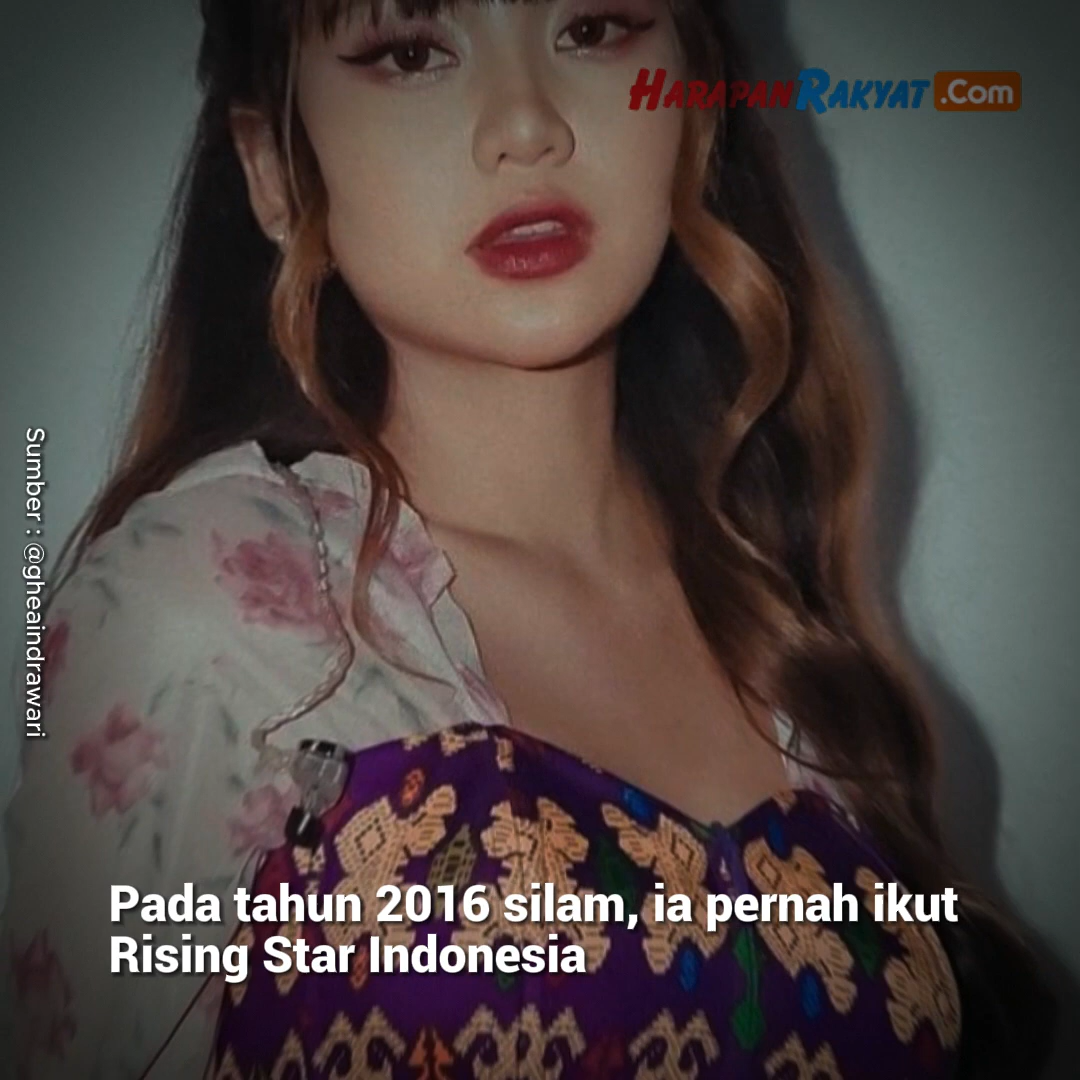 HARAPANRAKYAT.Com
Sumber : @gheaindrawari
Pada tahun 2016 silam, ia pernah ikut
Rising Star Indonesia